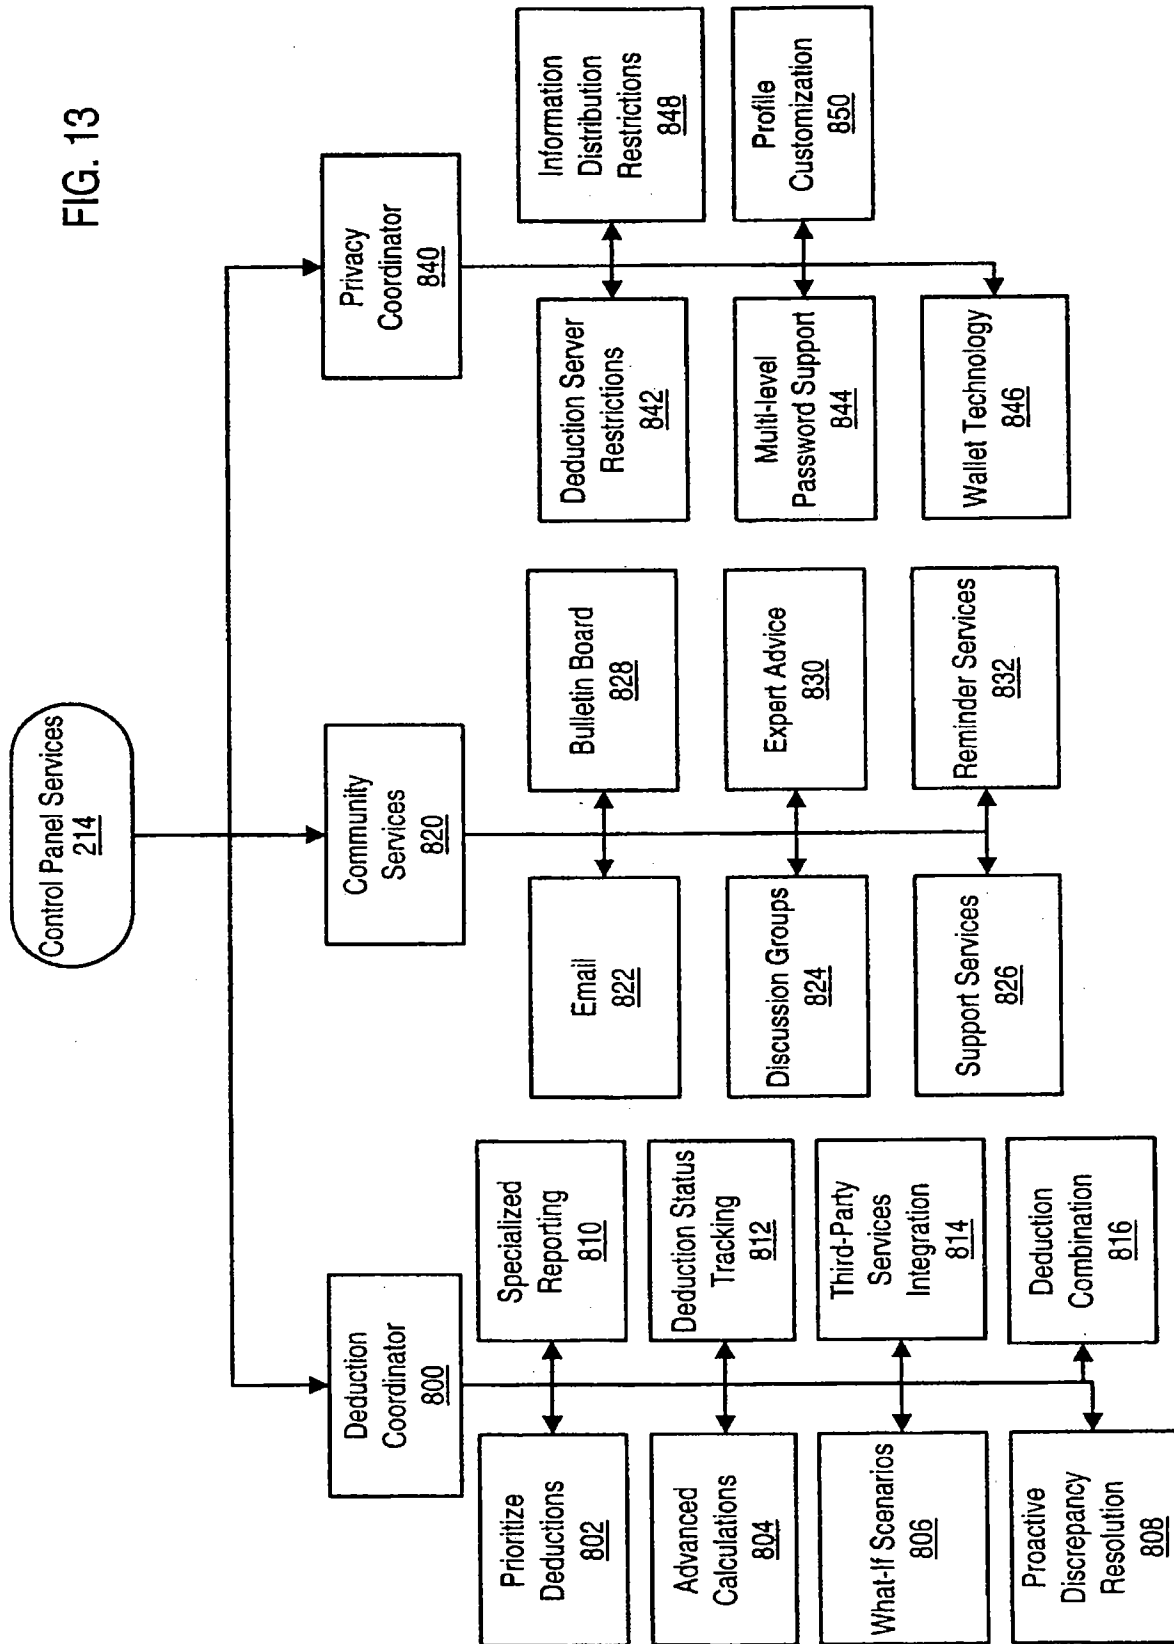 FIG. 13
Control Panel Services
214
Deduction
Coordinator
800
Community
Services
820
Privacy
Coordinator
840
Prioritize
Deductions
802
Specialized
Reporting
810
Advanced
Calculations
804
Deduction Status
Tracking
812
What-If Scenarios
806
Third-Party
Services
Integration
814
Proactive
Discrepancy
Resolution
808
Deduction
Combination
816
Email
822
Bulletin Board
828
Discussion Groups
824
Expert Advice
830
Support Services
826
Reminder Services
832
Deduction Server
Restrictions
842
Information
Distribution
Restrictions
848
Multi-level
Password Support
844
Profile
Customization
850
Wallet Technology
846